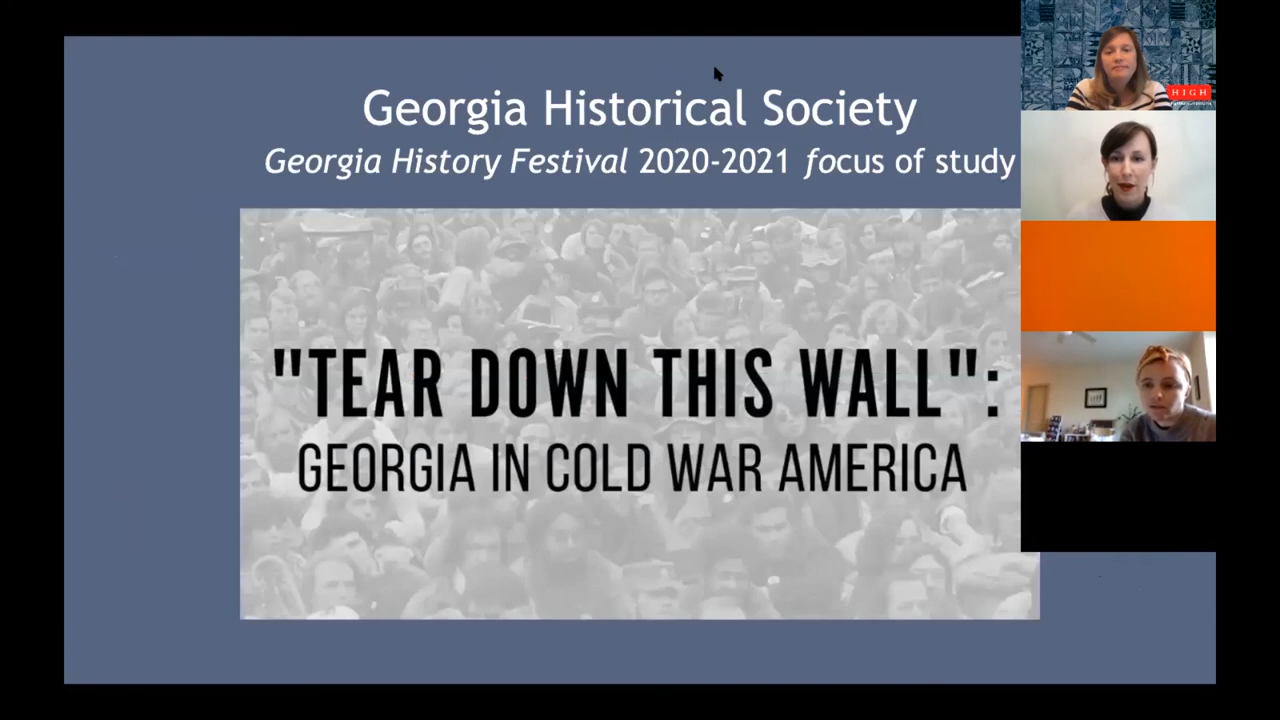 Georgia Historical Society
Georgia History Festival 2020-2021 focus of study
"TEAR DOWN THIS WALL":
GEORGIA IN COLD WAR AMERICA
HIGH